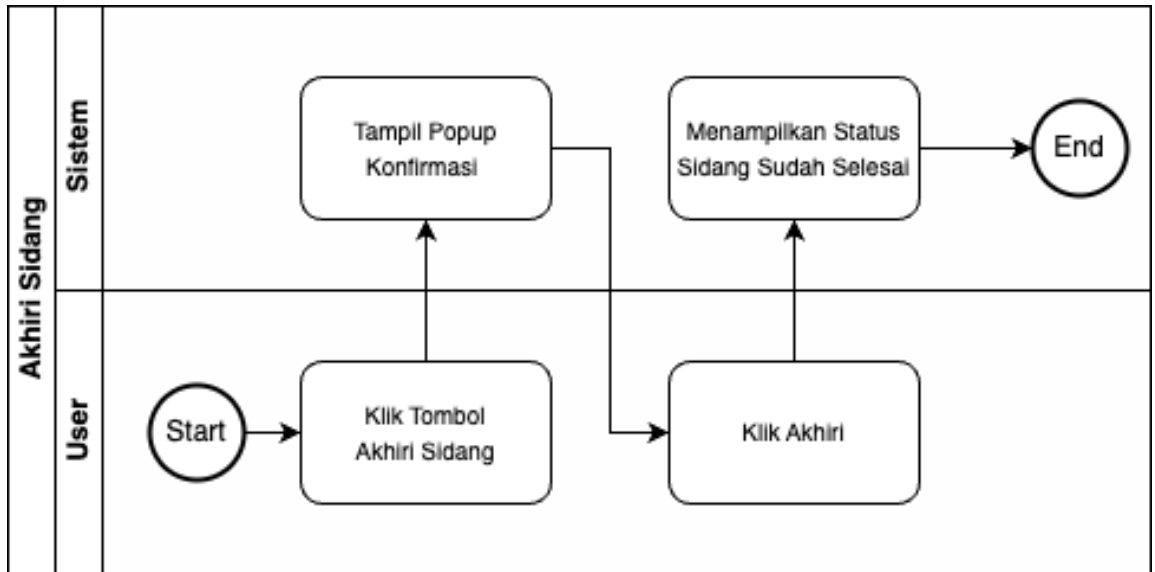 Akhiri Sidang
Sistem
Tampil Popup
Konfirmasi
Menampilkan Status
Sidang Sudah Selesai
End
User
Start
Klik Tombol
Akhiri Sidang
Klik Akhiri